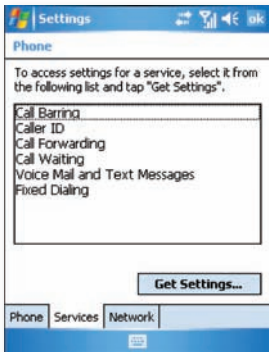 Settings
ok
Phone
To access settings for a service, select it from
the following list and tap "Get Settings".
Call Barring
Caller ID
Call Forwarding
Call Waiting
Voice Mail and Text Messages
Fixed Dialing
Get Settings...
Phone Services Network